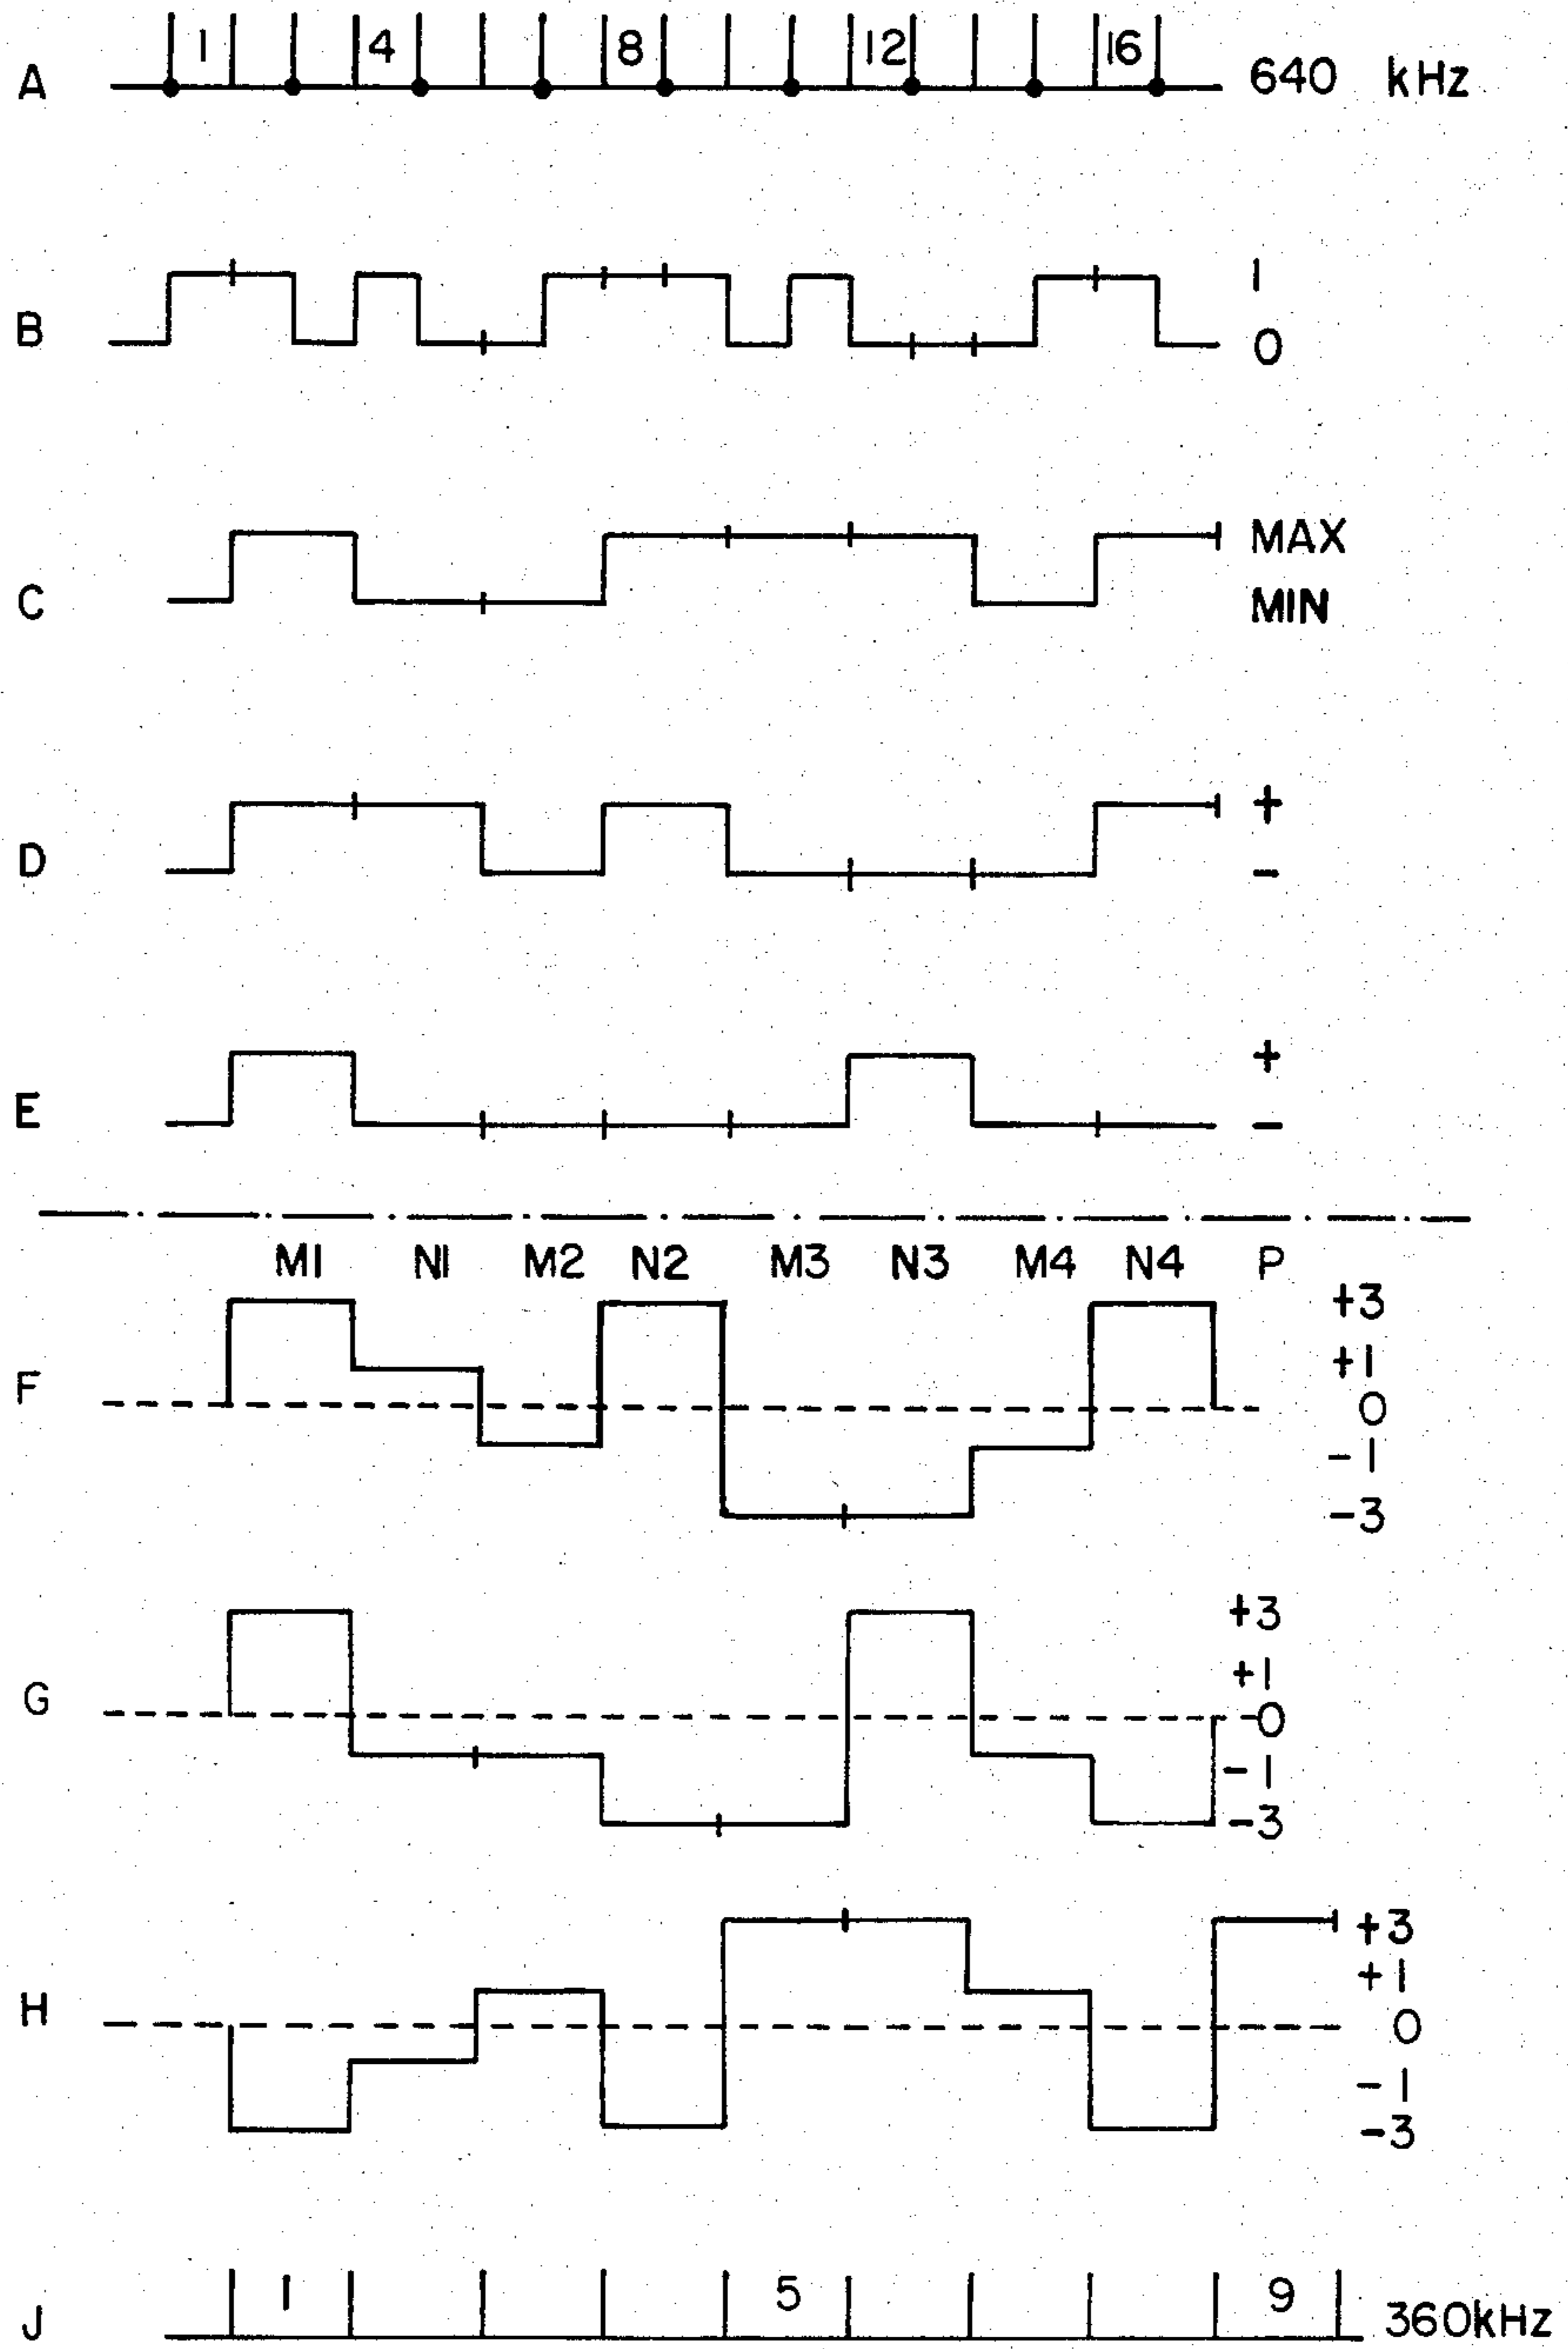 A 1 4 8 12 16 640 kHz
B 1
0
C MAX
MIN
D +
-
E +
-
M1 N1 M2 N2 M3 N3 M4 N4 P
F +3
+1
0
-1
-3
G +3
+1
0
-1
-3
H +3
+1
0
-1
-3
J 1 5 9 360kHz